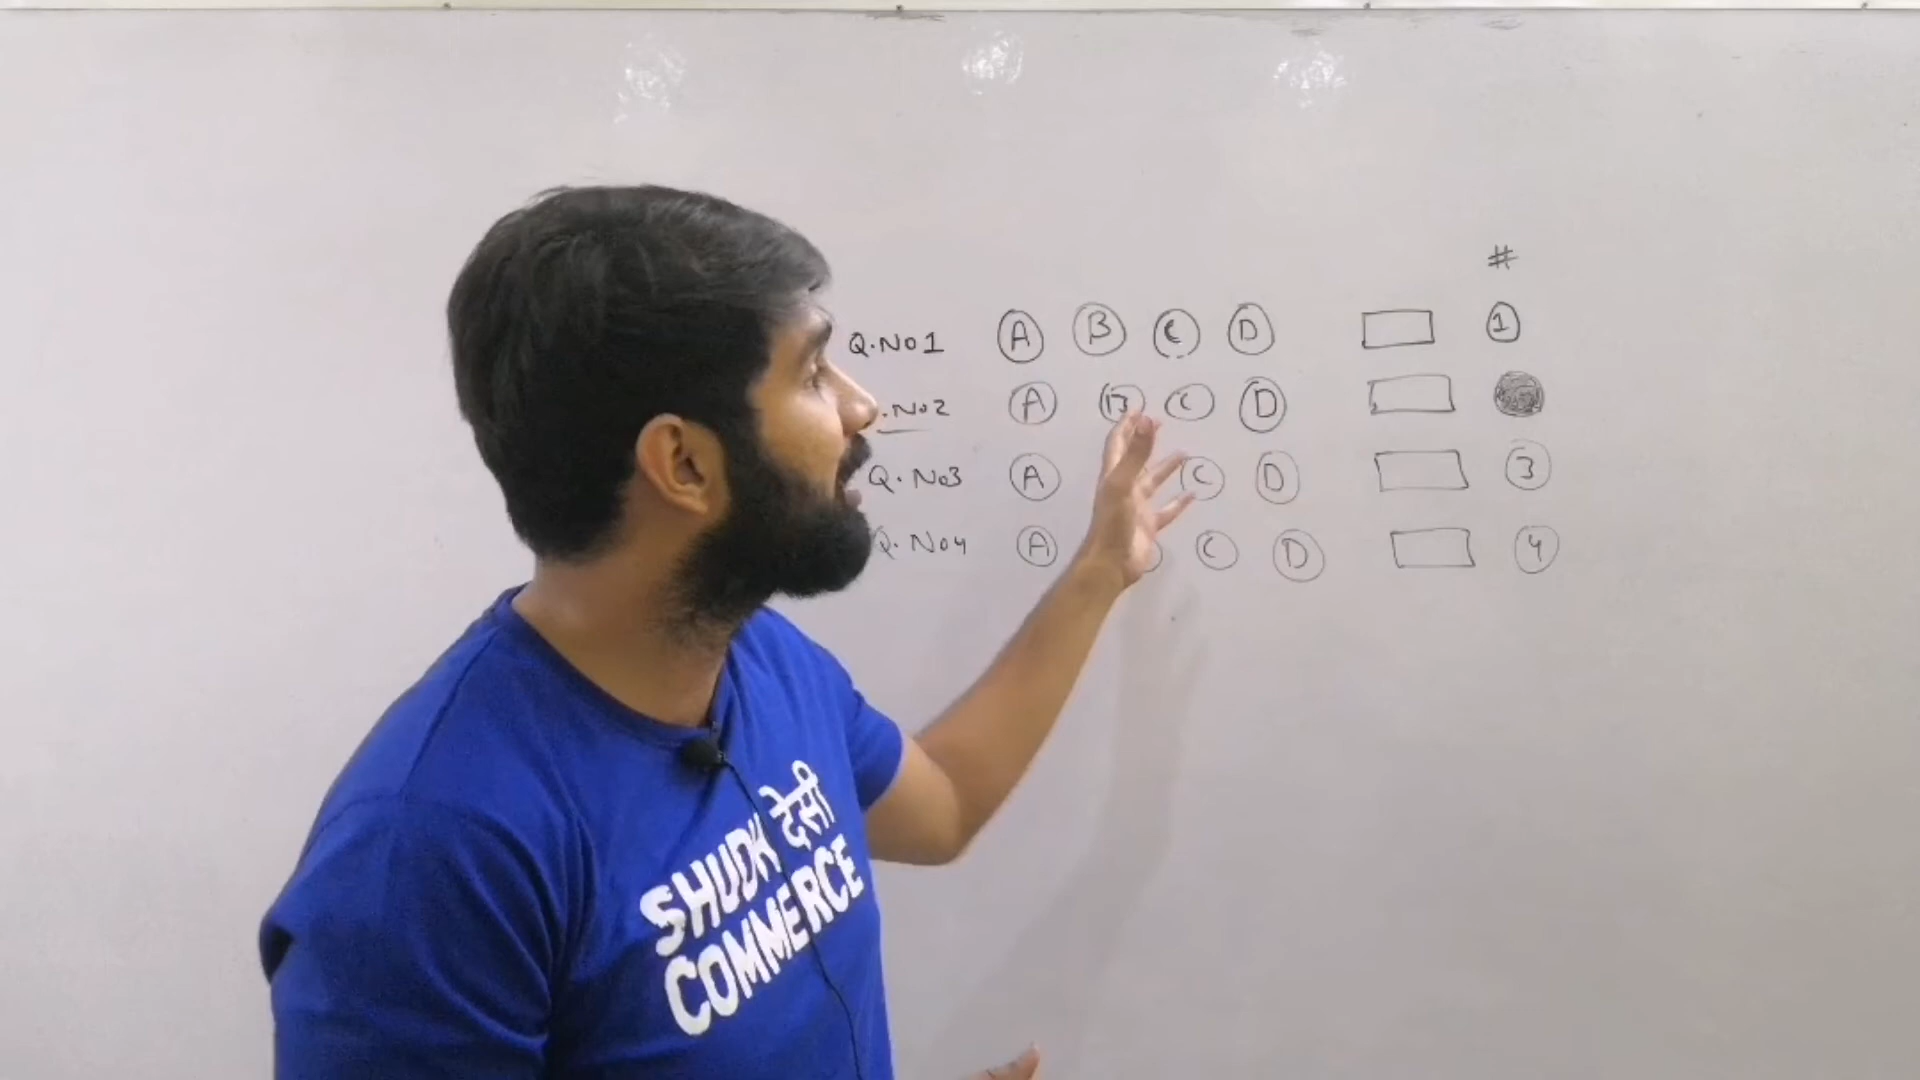 #
Q.No1 A B C D 1
.No2 A B C D
Q.No3 A C D 3
Q.No4 A C D 4
SHUDH देसी
COMMERCE